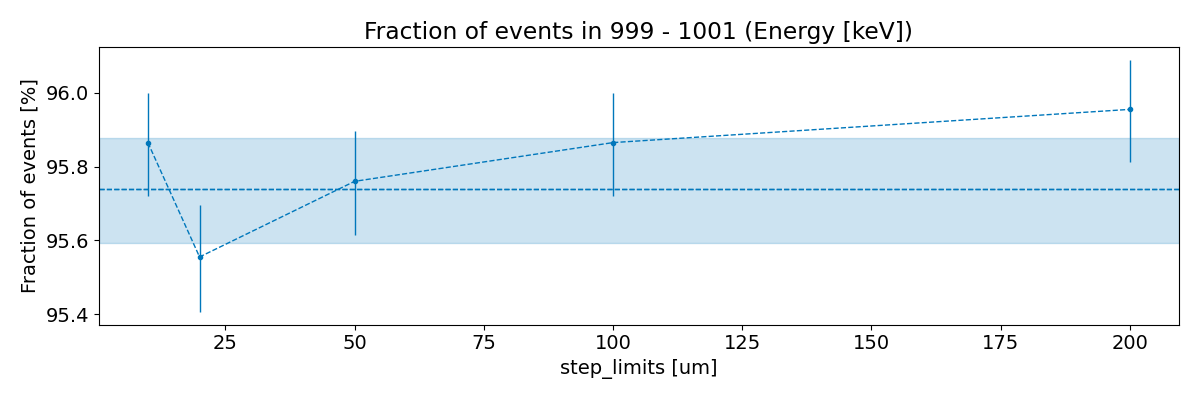 Fraction of events in 999 - 1001 (Energy [keV])
Fraction of events [%]
96.0
95.8
95.6
95.4
25 50 75 100 125 150 175 200
step_limits [um]